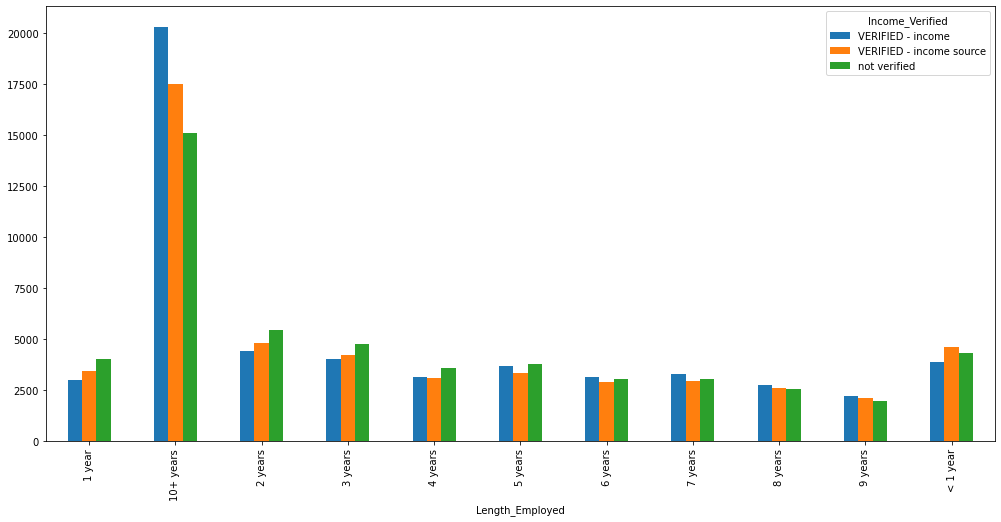 Income_Verified
VERIFIED - income
VERIFIED - income source
not verified
20000
17500
15000
12500
10000
7500
5000
2500
0
1 year
10+ years
2 years
3 years
4 years
5 years
6 years
7 years
8 years
9 years
< 1 year
Length_Employed